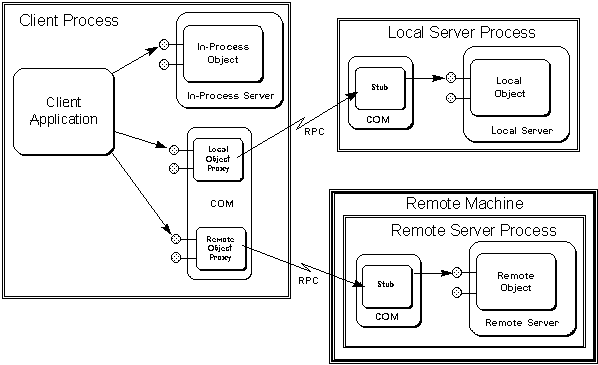 Client Process
In-Process
Object
In-Process Server
Client
Application
Local
Object
Proxy
COM
Remote
Object
Proxy
RPC
RPC
Local Server Process
Stub
COM
Local
Object
Local Server
Remote Machine
Remote Server Process
Stub
COM
Remote
Object
Remote Server